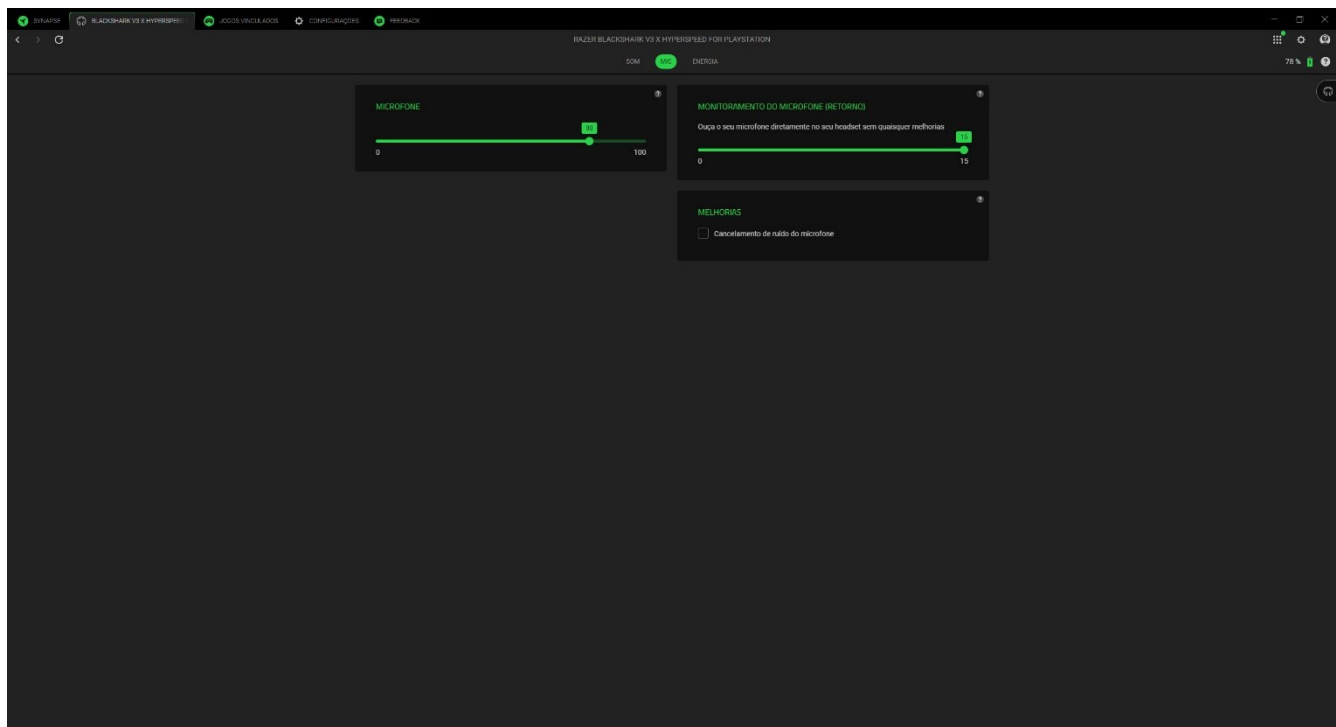 SYNAPSE
BLACKSHARK V3 X HYPERSPEED
JOGOS VINCULADOS
CONFIGURAÇÕES
FEEDBACK
RAZER BLACKSHARK V3 X HYPERSPEED FOR PLAYSTATION
SOM MIC ENERGIA
78 %
MICROFONE
0 100
MONITORAMENTO DO MICROFONE (RETORNO)
Ouça o seu microfone diretamente no seu headset sem quaisquer melhorias
15
0 15
MELHORIAS
Cancelamento de ruído do microfone